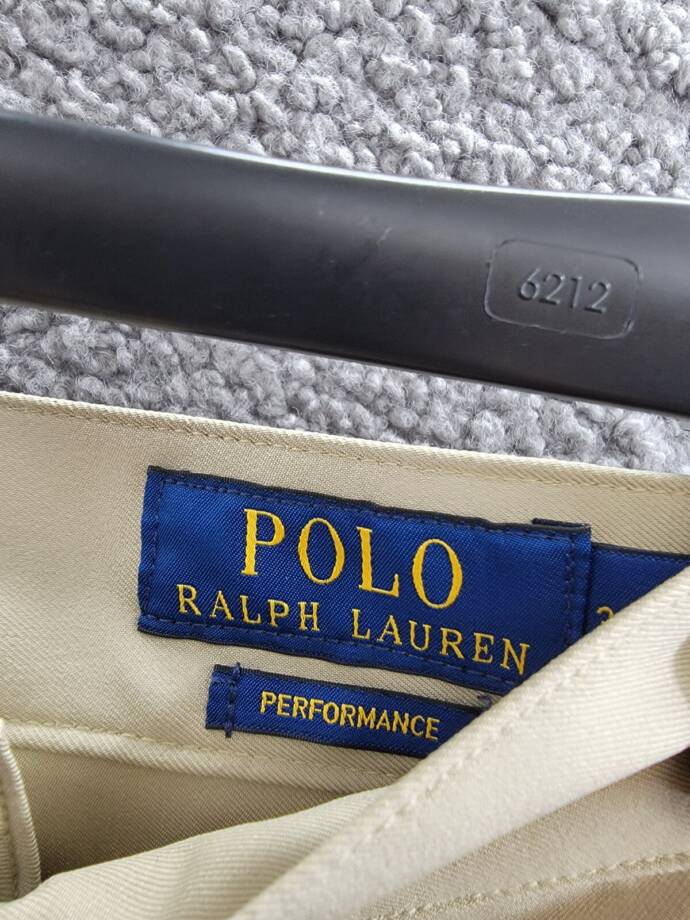 6212
POLO
RALPH LAUREN
PERFORMANCE